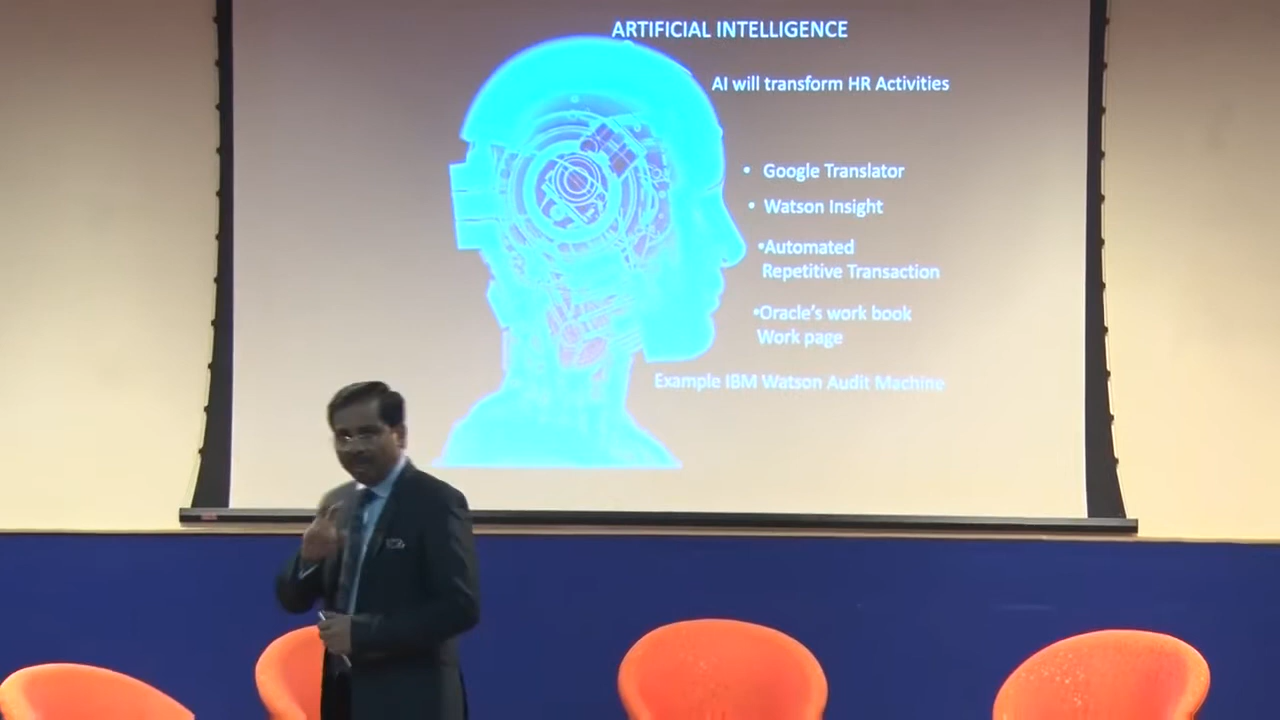 ARTIFICIAL INTELLIGENCE
AI will transform HR Activities
• Google Translator
• Watson Insight
•Automated
Repetitive Transaction
•Oracle's work book
Work page
Example IBM Watson Audit Machine